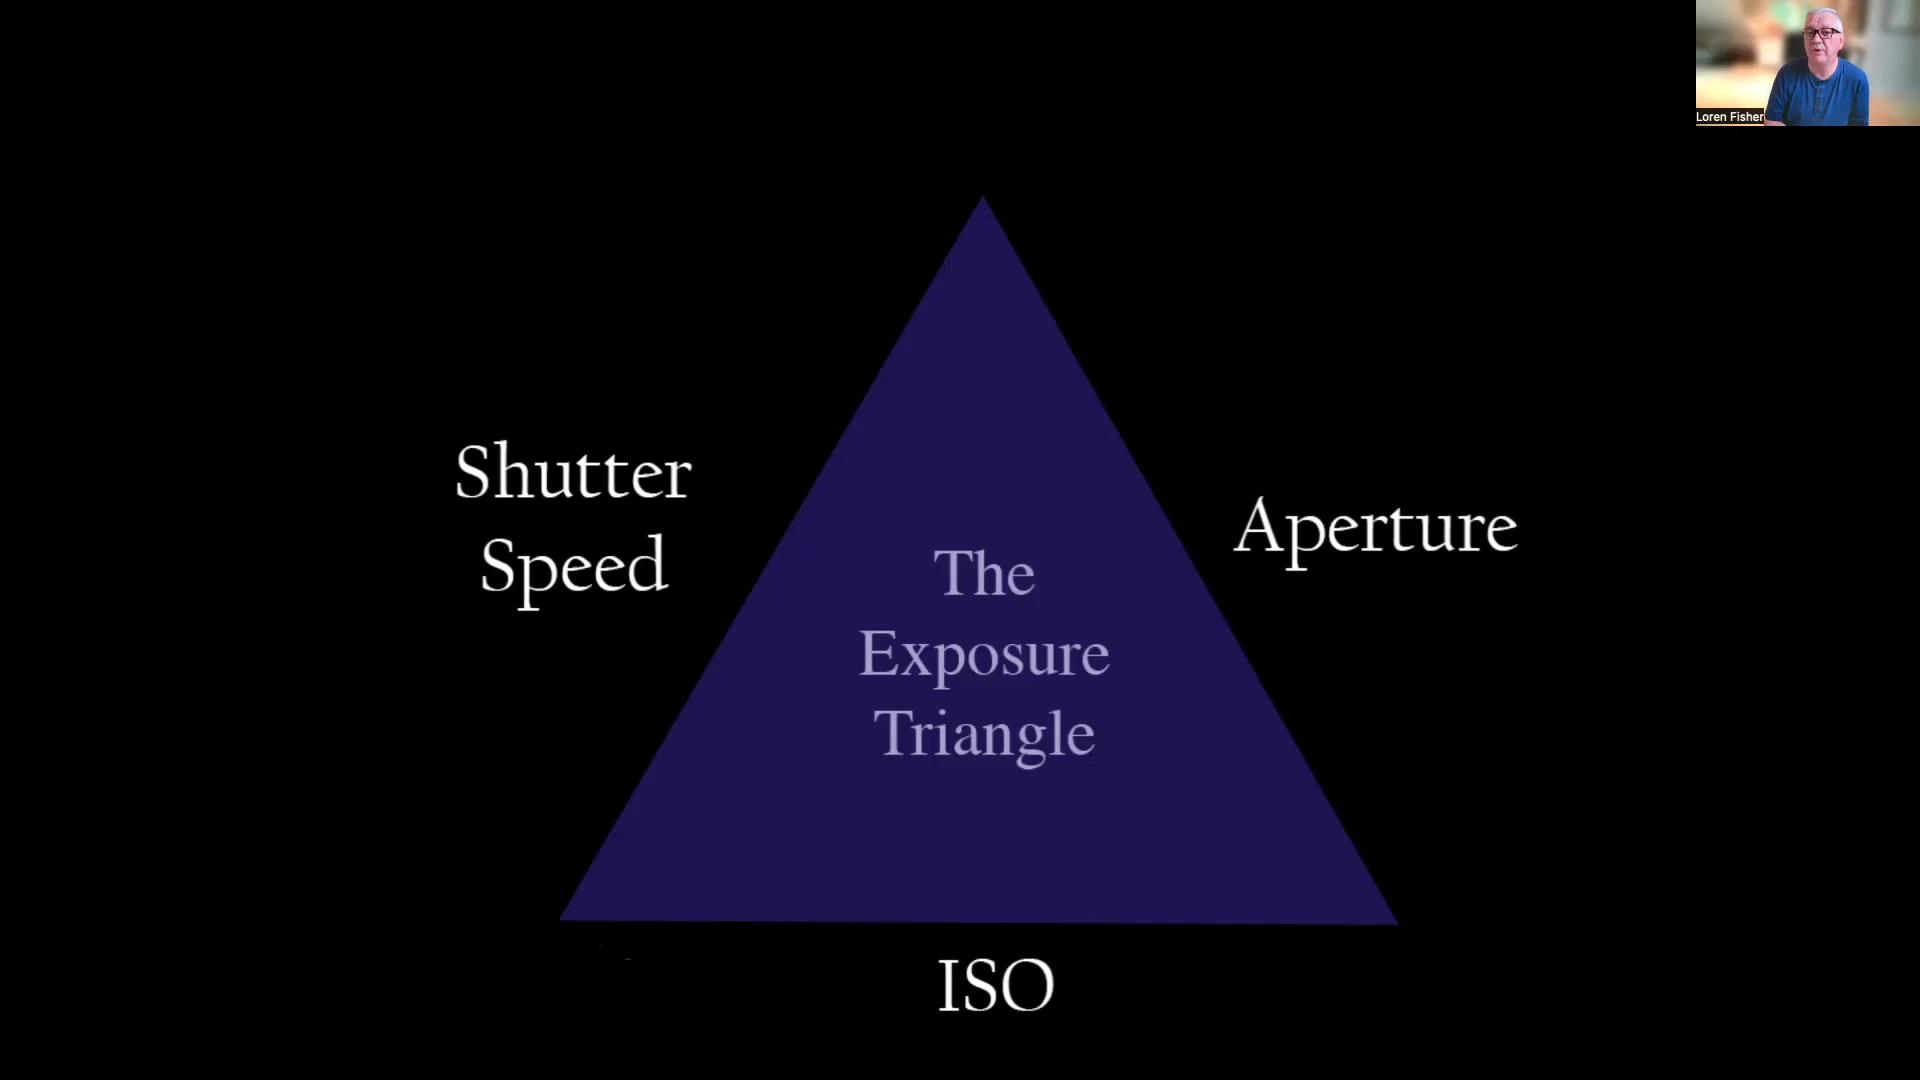 Loren Fisher
Shutter
Speed
Aperture
The
Exposure
Triangle
ISO